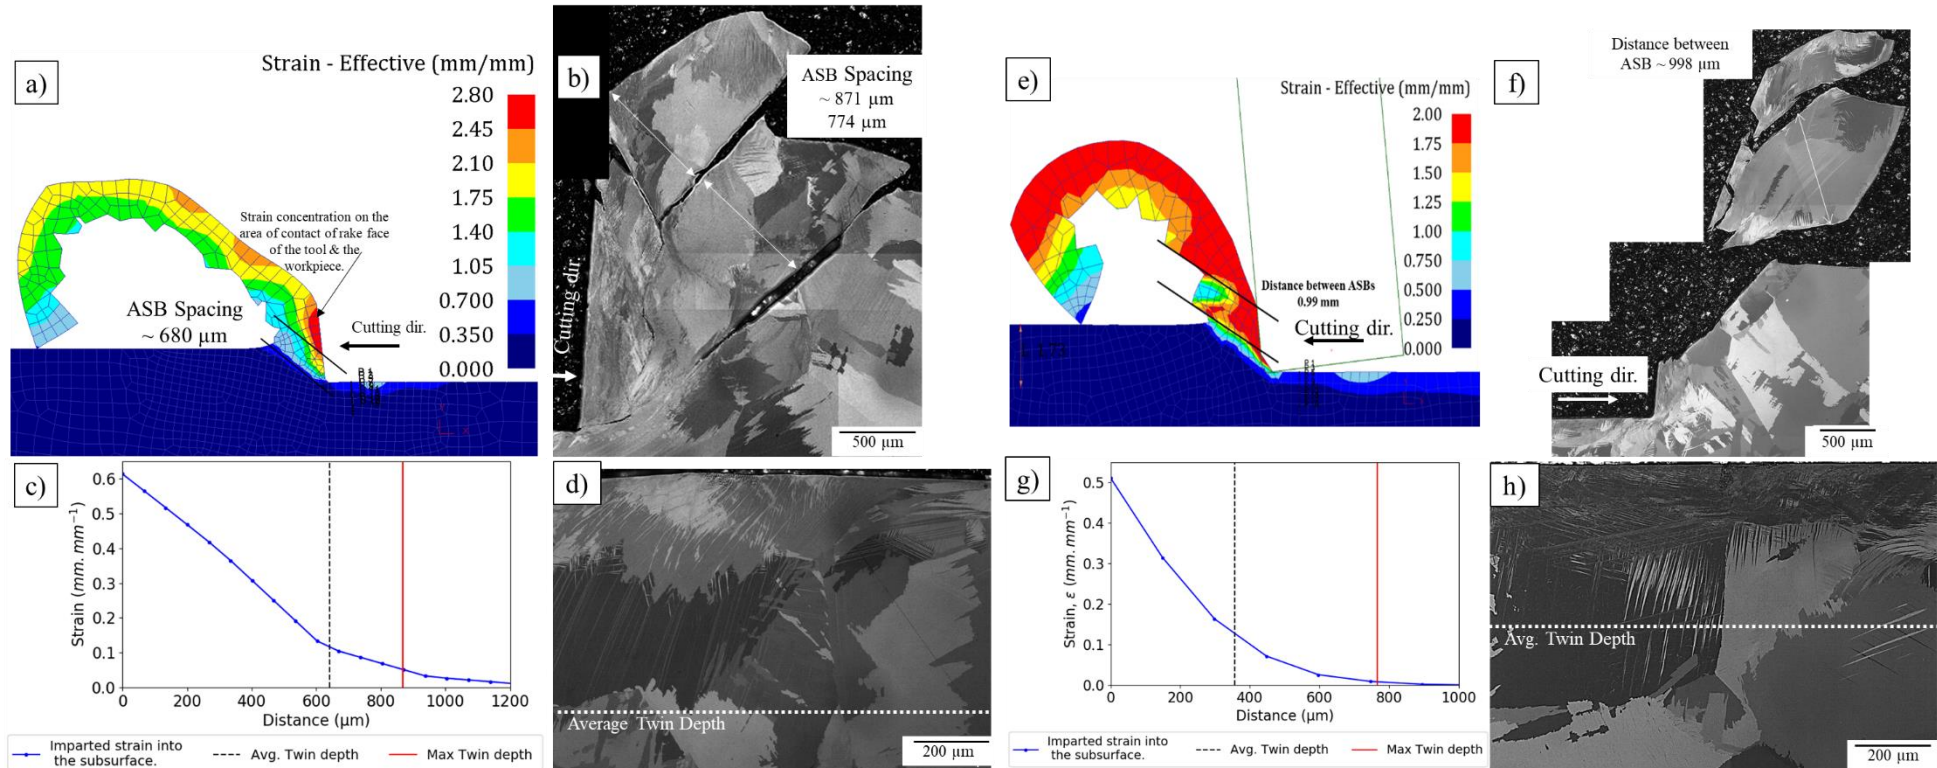 a)
Strain - Effective (mm/mm)
2.80
2.45
2.10
1.75
1.40
1.05
0.700
0.350
0.000
Strain concentration on the
area of contact of rake face
of the tool & the
workpiece.
ASB Spacing
~ 680 µm
Cutting dir.
b)
ASB Spacing
~ 871 µm
774 µm
Cutting dir.
500 µm
e)
Strain - Effective (mm/mm)
2.00
1.75
1.50
1.25
1.00
0.750
0.500
0.250
0.000
Distance between ASBs
0.99 mm
Cutting dir.
f)
Distance between
ASB ~ 998 µm
Cutting dir.
500 µm
c)
Strain (mm. mm⁻¹)
0.6
0.5
0.4
0.3
0.2
0.1
0.0
0 200 400 600 800 1000 1200
Distance (µm)
Imparted strain into
the subsurface.
Avg. Twin depth
Max Twin depth
d)
Average Twin Depth
200 µm
g)
Strain, ε (mm. mm⁻¹)
0.5
0.4
0.3
0.2
0.1
0.0
0 200 400 600 800 1000
Distance (µm)
Imparted strain into
the subsurface.
Avg. Twin depth
Max Twin depth
h)
Avg. Twin Depth
200 µm